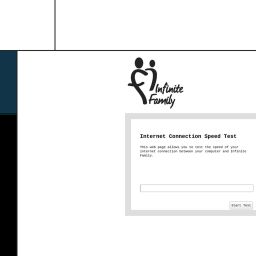 Infinite
Family
Internet Connection Speed Test
This web page allows you to test the speed of your
internet connection between your computer and Infinite
Family.
Start Test